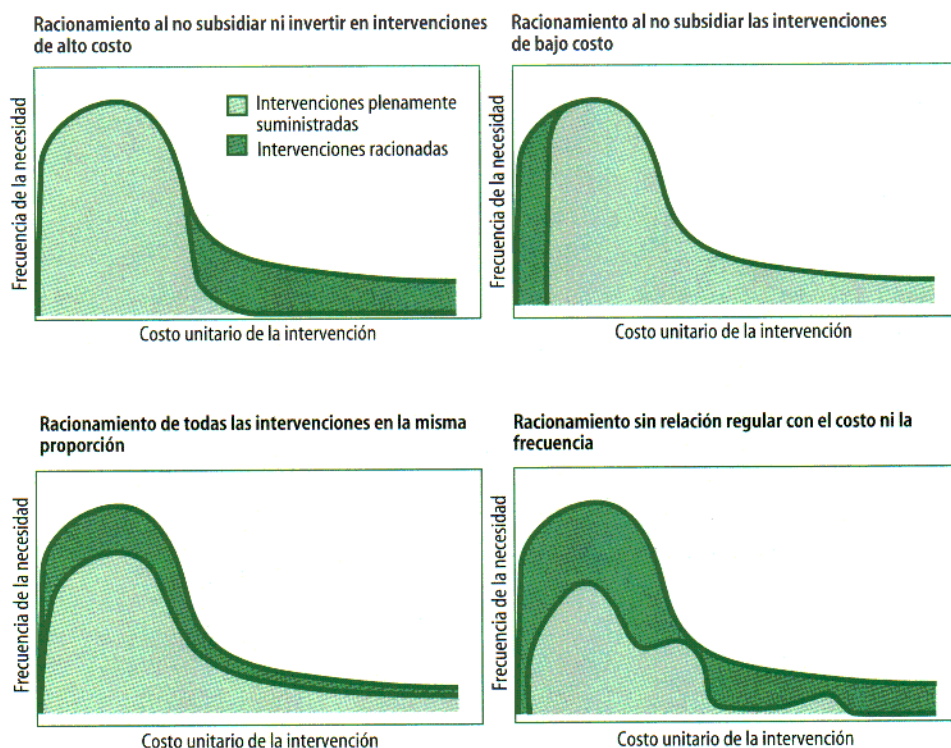 Racionamiento al no subsidiar ni invertir en intervenciones
de alto costo
Frecuencia de la necesidad
Intervenciones plenamente
suministradas
Intervenciones racionadas
Costo unitario de la intervención
Racionamiento al no subsidiar las intervenciones
de bajo costo
Frecuencia de la necesidad
Costo unitario de la intervención
Racionamiento de todas las intervenciones en la misma
proporción
Frecuencia de la necesidad
Costo unitario de la intervención
Racionamiento sin relación regular con el costo ni la
frecuencia
Frecuencia de la necesidad
Costo unitario de la intervención